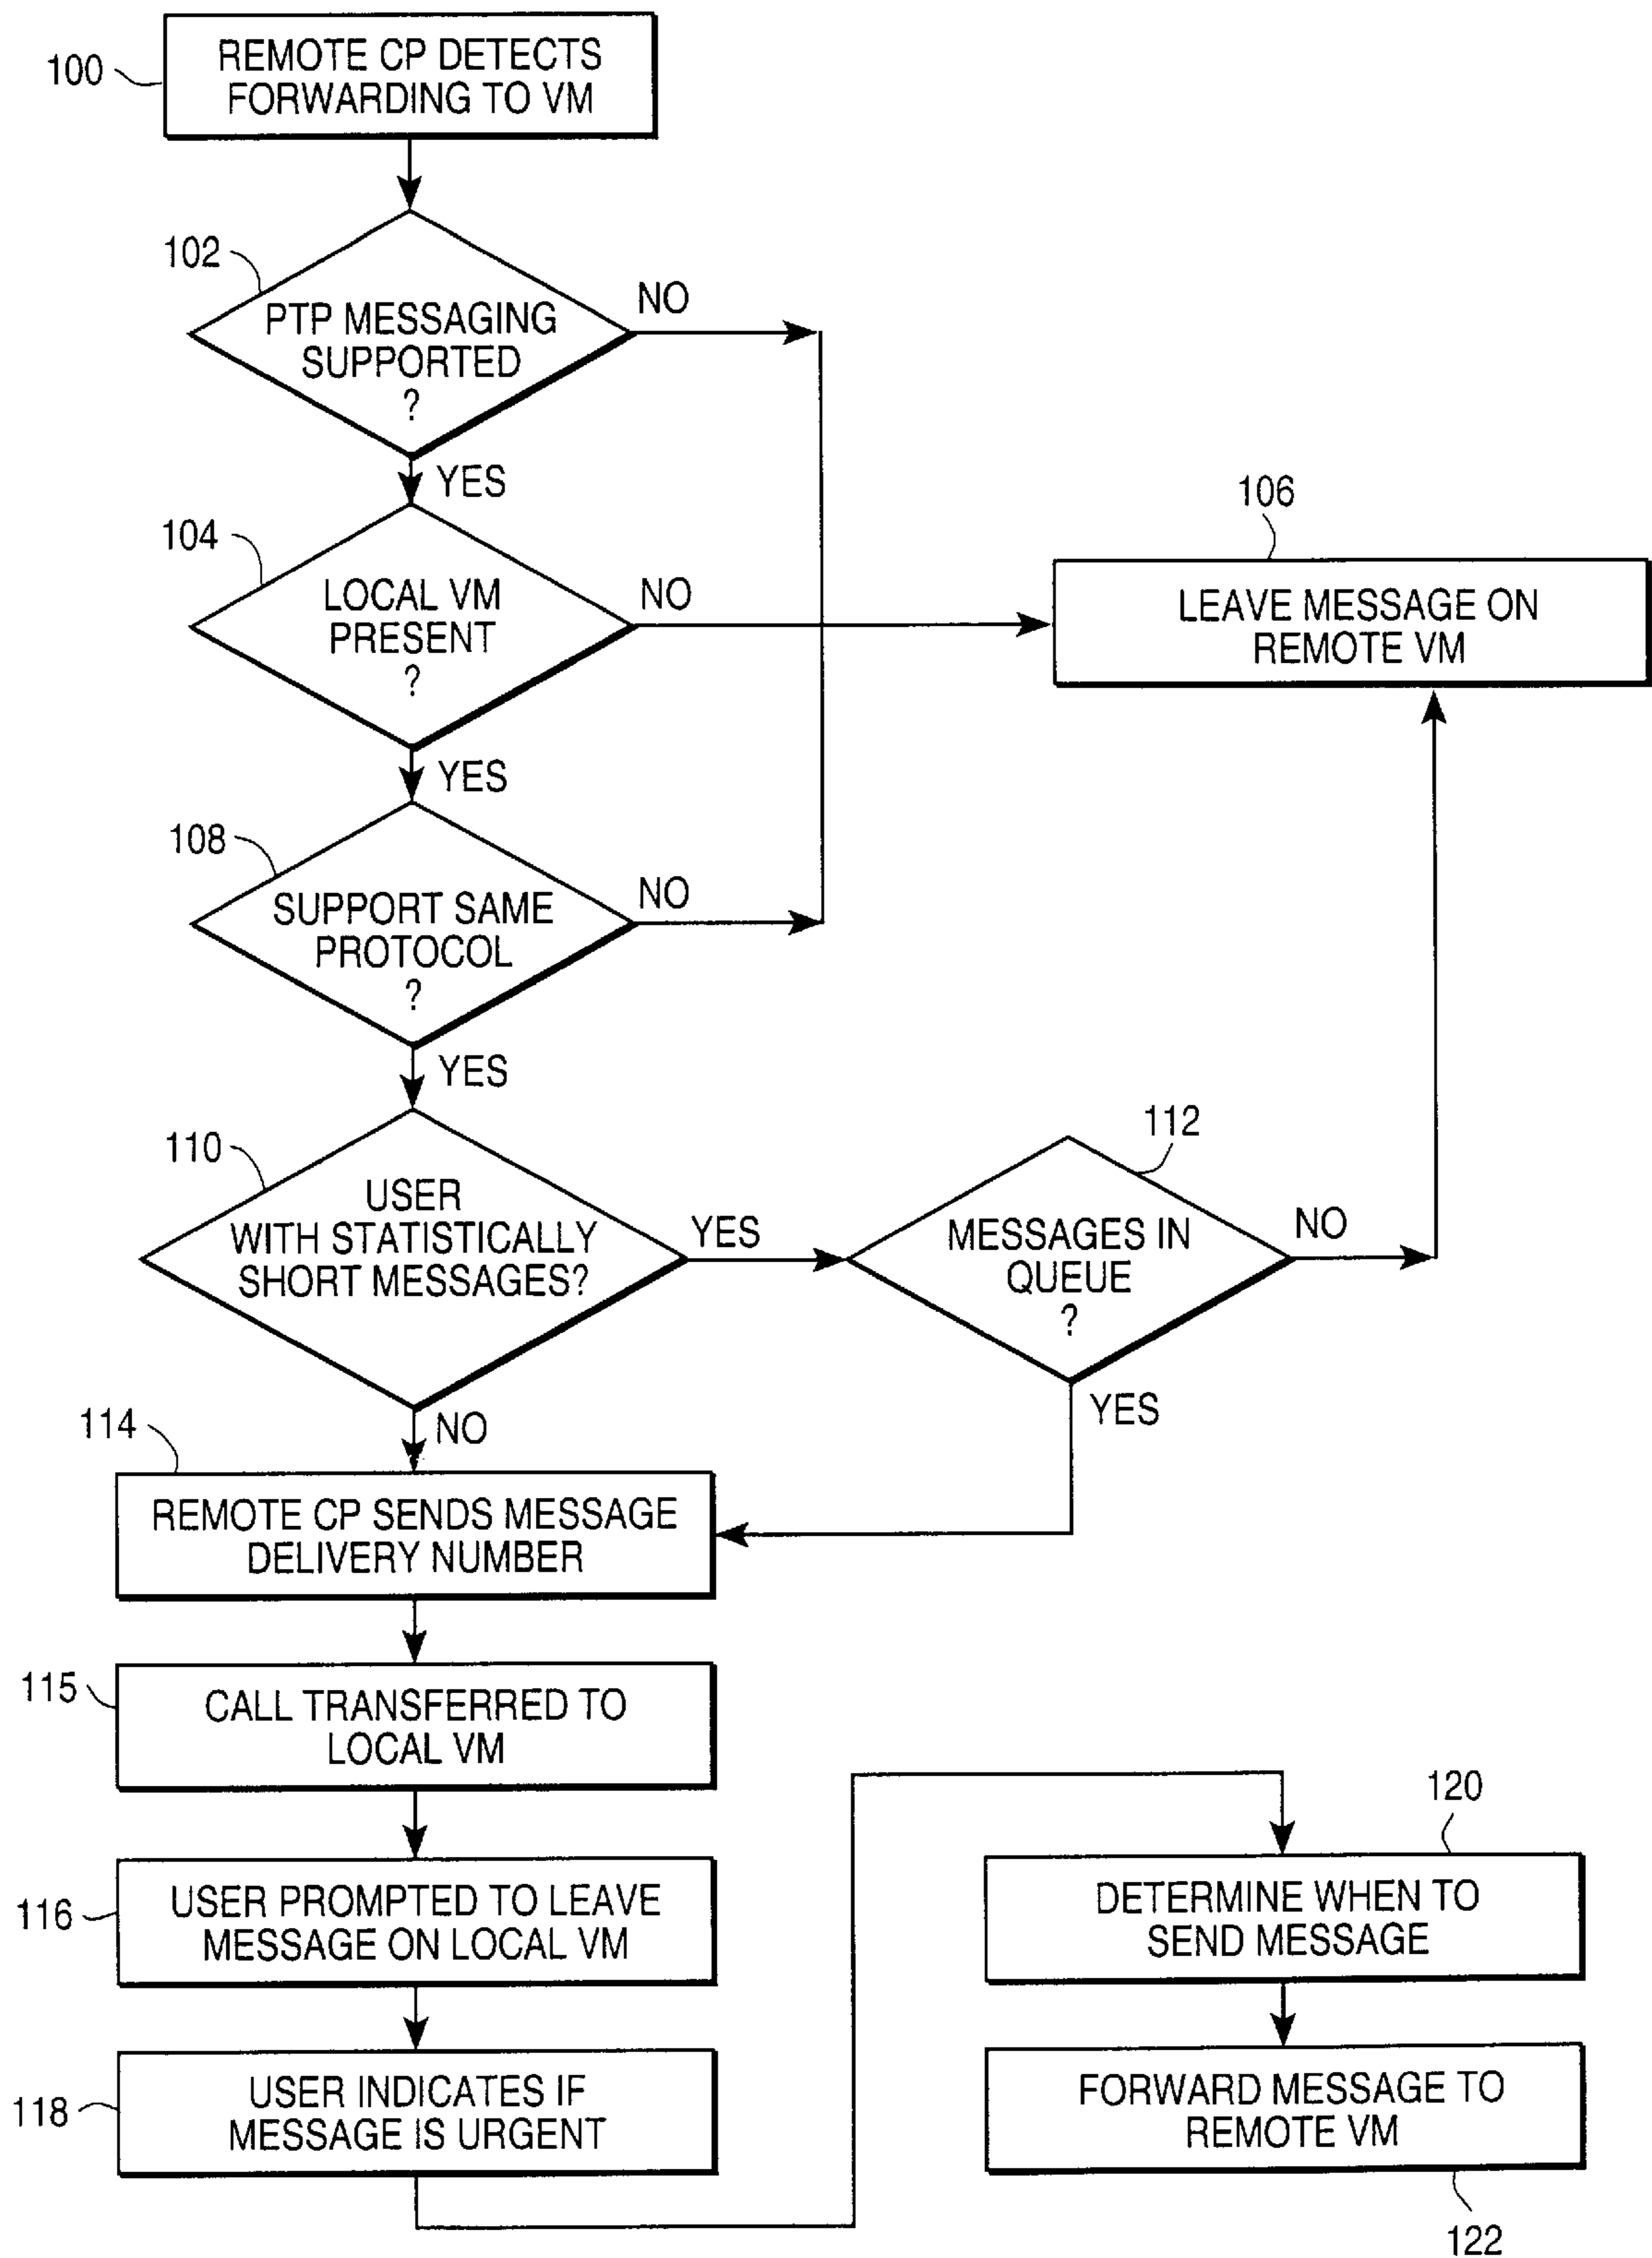 100
REMOTE CP DETECTS
FORWARDING TO VM
102
PTP MESSAGING
SUPPORTED
?
NO
YES
104
LOCAL VM
PRESENT
?
NO
106
LEAVE MESSAGE ON
REMOTE VM
YES
108
SUPPORT SAME
PROTOCOL
?
NO
YES
110
USER
WITH STATISTICALLY
SHORT MESSAGES?
YES
112
MESSAGES IN
QUEUE
?
NO
YES
NO
114
REMOTE CP SENDS MESSAGE
DELIVERY NUMBER
115
CALL TRANSFERRED TO
LOCAL VM
116
USER PROMPTED TO LEAVE
MESSAGE ON LOCAL VM
118
USER INDICATES IF
MESSAGE IS URGENT
120
DETERMINE WHEN TO
SEND MESSAGE
FORWARD MESSAGE TO
REMOTE VM
122